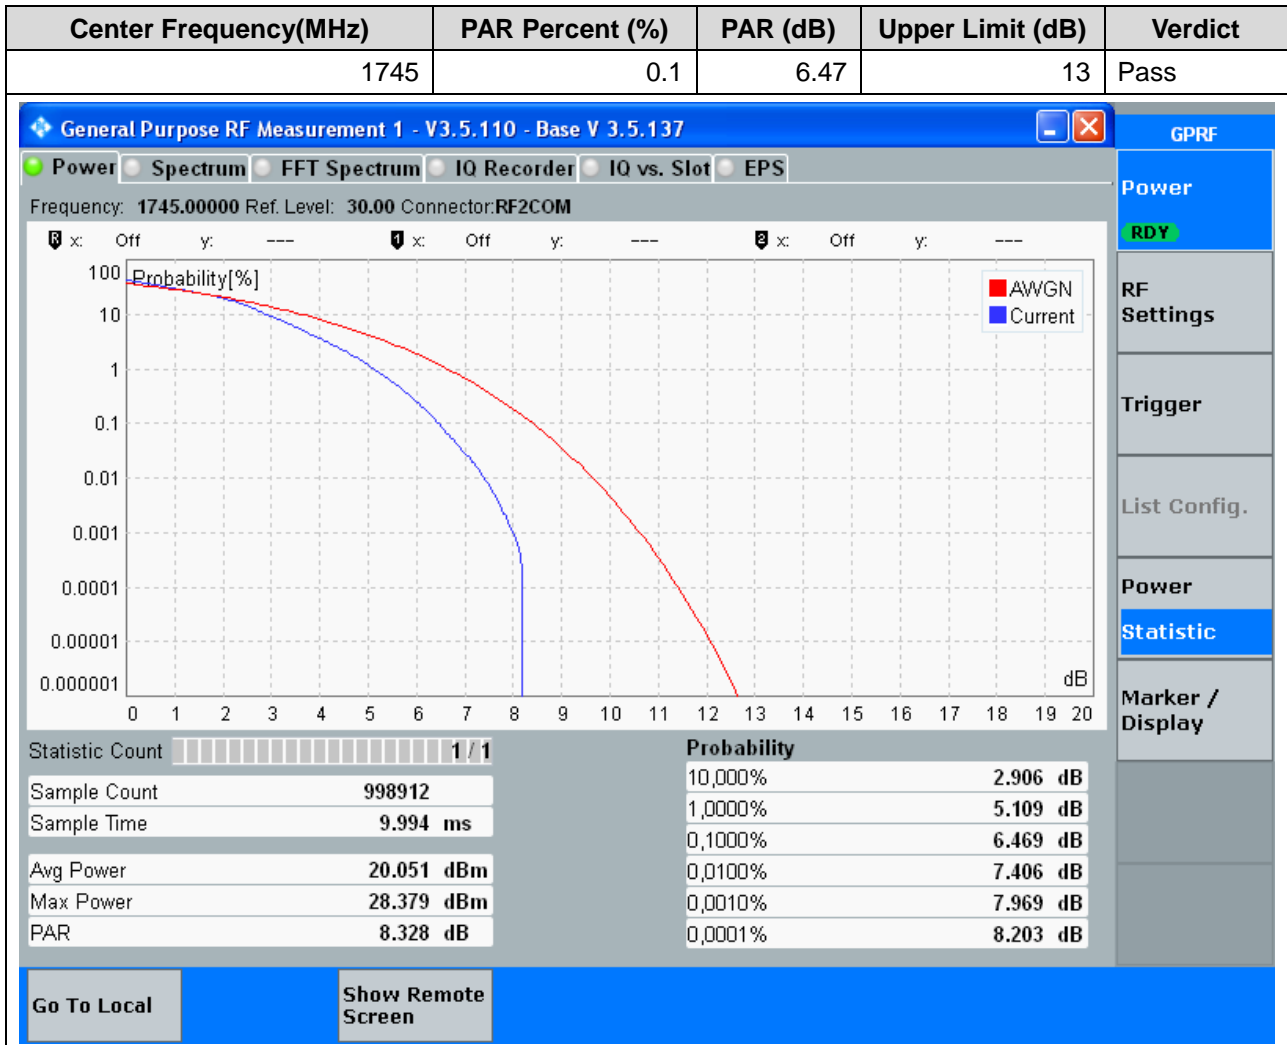 Center Frequency(MHz) PAR Percent (%) PAR (dB) Upper Limit (dB) Verdict
1745 0.1 6.47 13 Pass
General Purpose RF Measurement 1 - V3.5.110 - Base V 3.5.137
GPRF
Power Spectrum FFT Spectrum IQ Recorder IQ vs. Slot EPS
Power
RDY
Frequency: 1745.00000 Ref. Level: 30.00 Connector:RF2COM
R x: Off y: --- 1 x: Off y: --- 2 x: Off y: ---
Probability[%]
AWGN
Current
100
10
1
0.1
0.01
0.001
0.0001
0.00001
0.000001
dB
0 1 2 3 4 5 6 7 8 9 10 11 12 13 14 15 16 17 18 19 20
RF
Settings
Trigger
List Config.
Power
Statistic
Marker /
Display
Statistic Count 1 / 1
Sample Count 998912
Sample Time 9.994 ms
Avg Power 20.051 dBm
Max Power 28.379 dBm
PAR 8.328 dB
Probability
10,000% 2.906 dB
1,0000% 5.109 dB
0,1000% 6.469 dB
0,0100% 7.406 dB
0,0010% 7.969 dB
0,0001% 8.203 dB
Go To Local
Show Remote
Screen